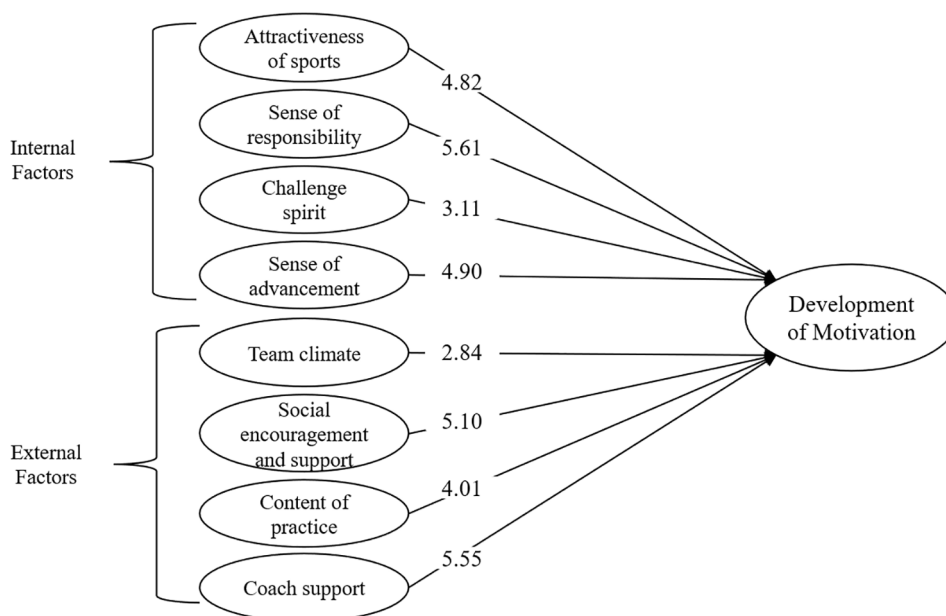 Attractiveness
of sports
4.82
Sense of
responsibility
5.61
Internal
Factors
Challenge
spirit
3.11
Sense of
advancement
4.90
Development
of Motivation
Team climate
2.84
Social
encouragement
and support
5.10
External
Factors
Content of
practice
4.01
Coach support
5.55